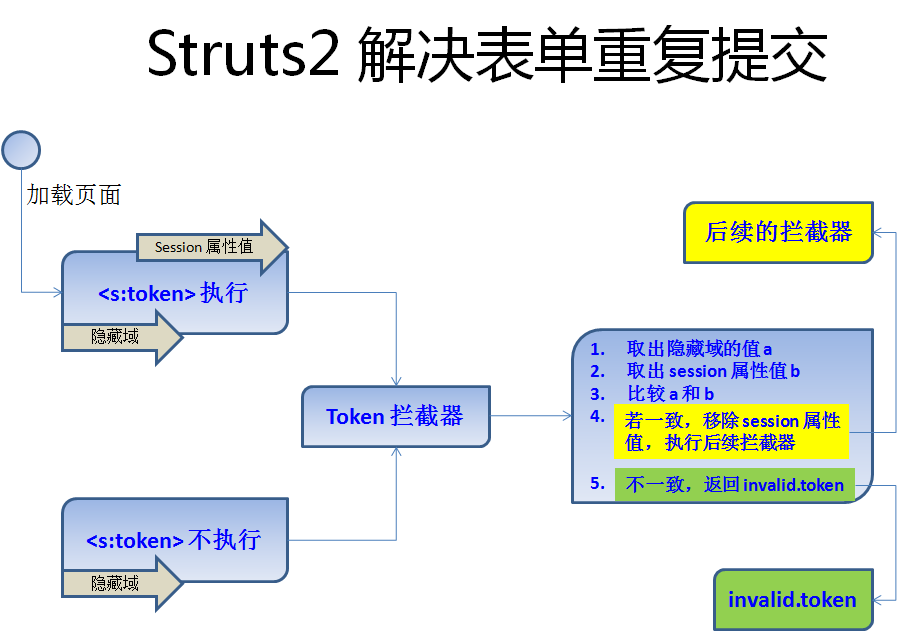 Struts2 解决表单重复提交
加载页面
Session 属性值
<s:token> 执行
隐藏域
Token 拦截器
<s:token> 不执行
隐藏域
后续的拦截器
1. 取出隐藏域的值 a
2. 取出 session 属性值 b
3. 比较 a 和 b
4. 若一致，移除 session 属性
值，执行后续拦截器
5. 不一致，返回 invalid.token
invalid.token